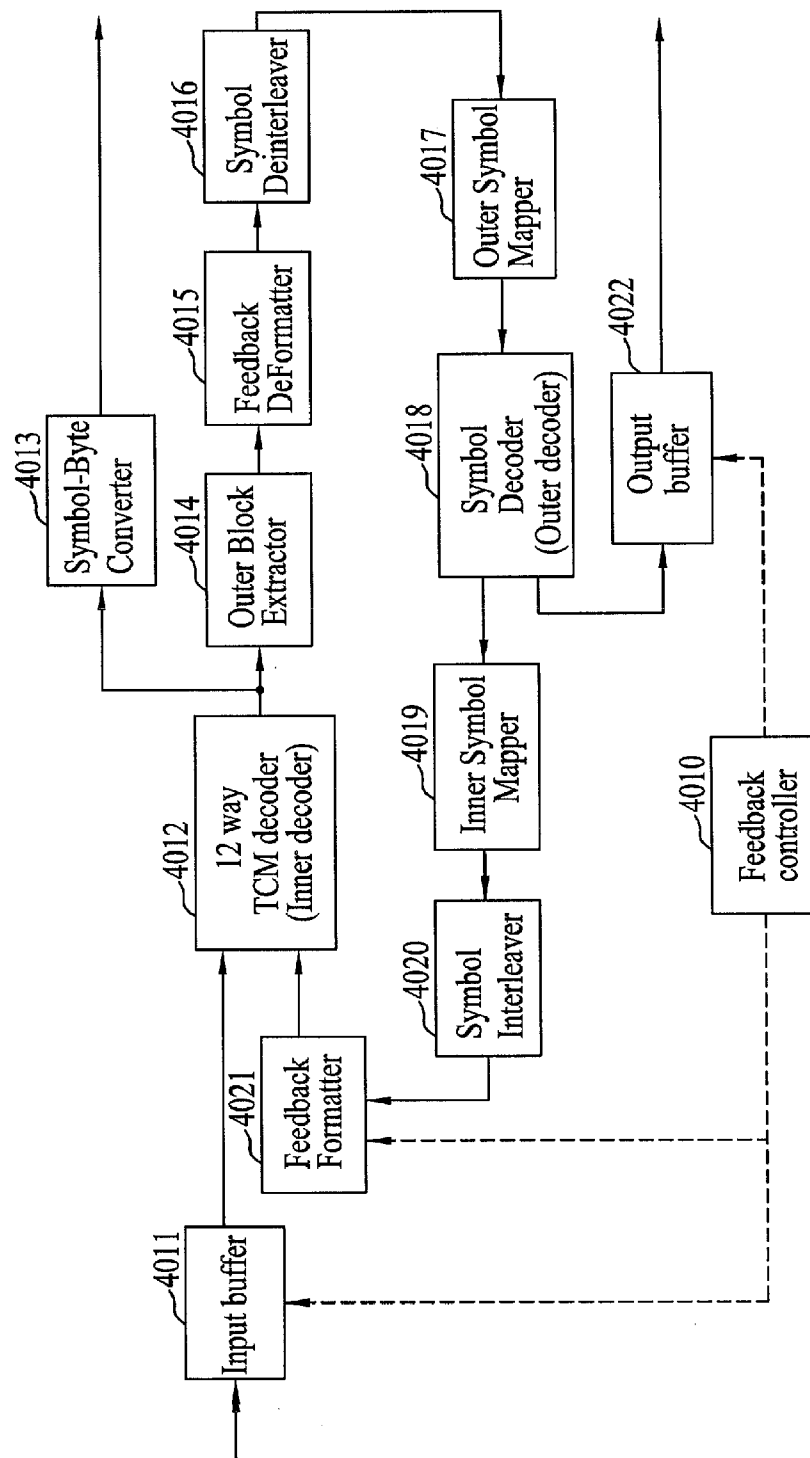 4011
Input buffer
4012
12 way
TCM decoder
(Inner decoder)
4013
Symbol-Byte
Converter
4014
Outer Block
Extractor
4015
Feedback
DeFormatter
4016
Symbol
Deinterleaver
4017
Outer Symbol
Mapper
4018
Symbol
Decoder
(Outer decoder)
4019
Inner Symbol
Mapper
4020
Symbol
Interleaver
4021
Feedback
Formatter
4022
Output
buffer
4010
Feedback
controller